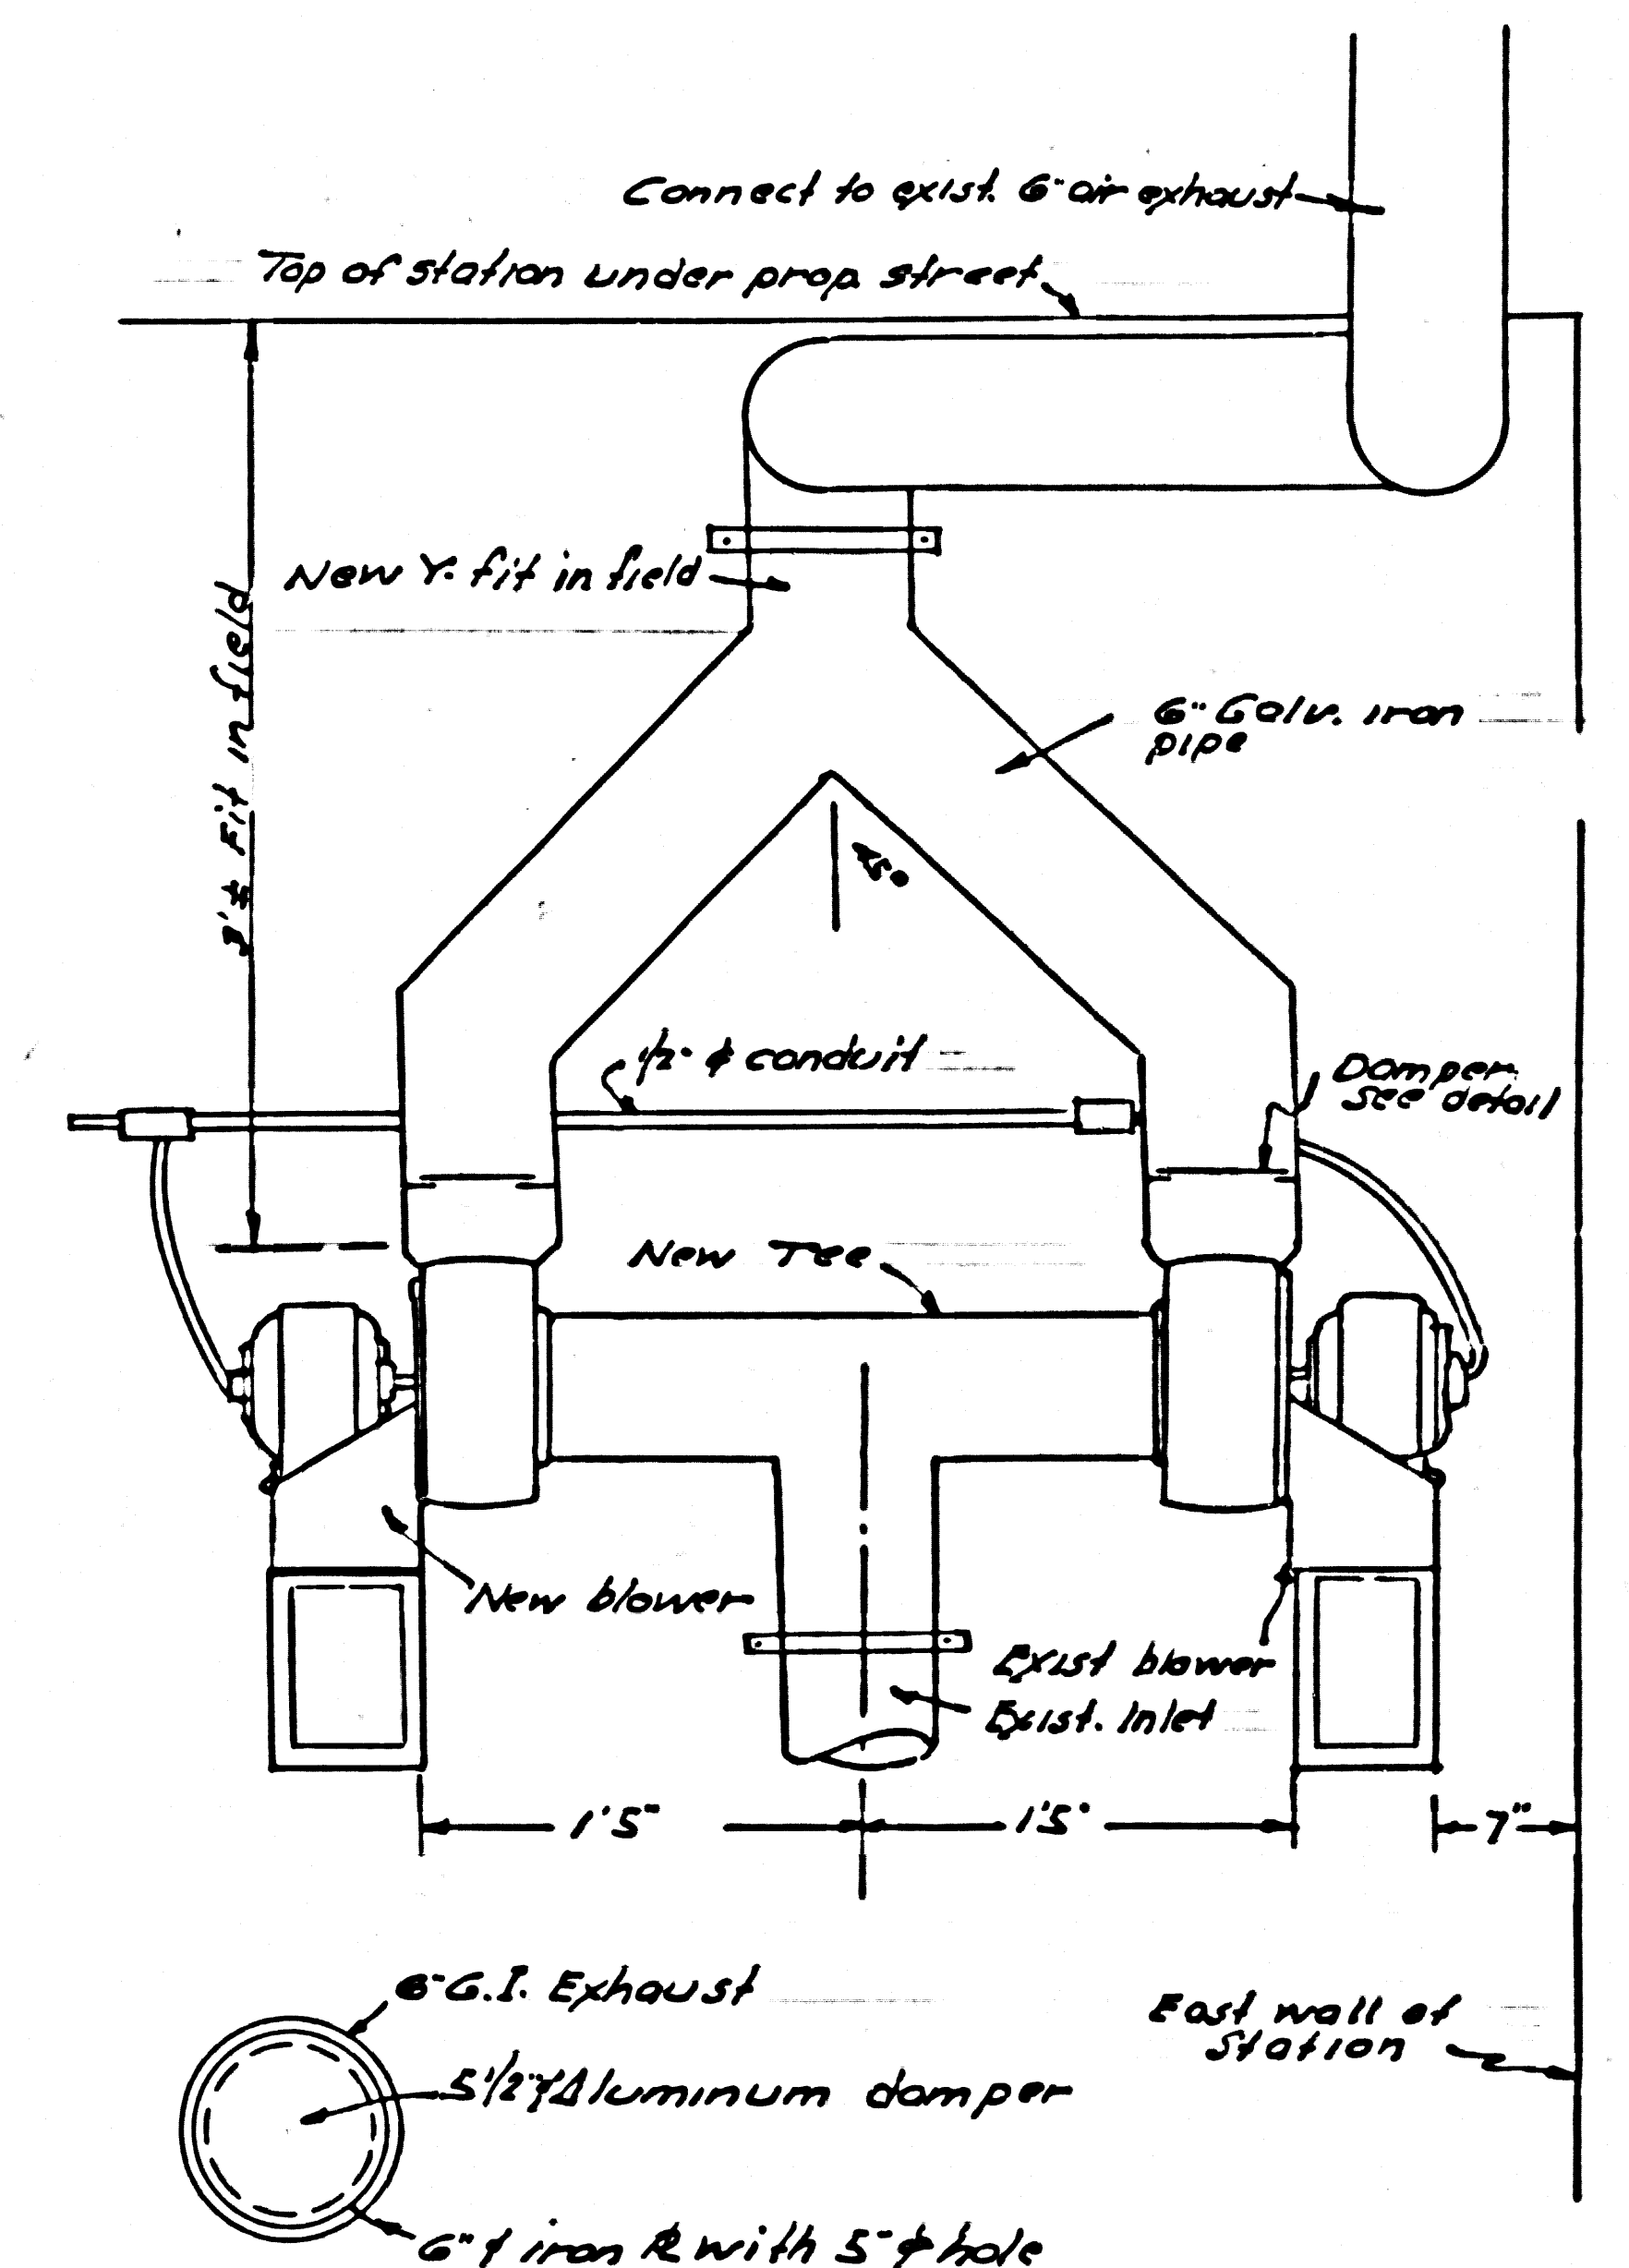 Connect to exist. 6" air exhaust
Top of station under prop. street
New Y. fit in field
3'± Fit in field
6" Galv. iron
pipe
45°
1/2" ϕ conduit
Damper
See detail
New Tee
New blower
Exist blower
Exist. Inlet
1'5"
1'5"
7"
6" G.I. Exhaust
5 1/2" ϕ Aluminum damper
East wall of
Station
6" ϕ iron ℞ with 5" ϕ hole